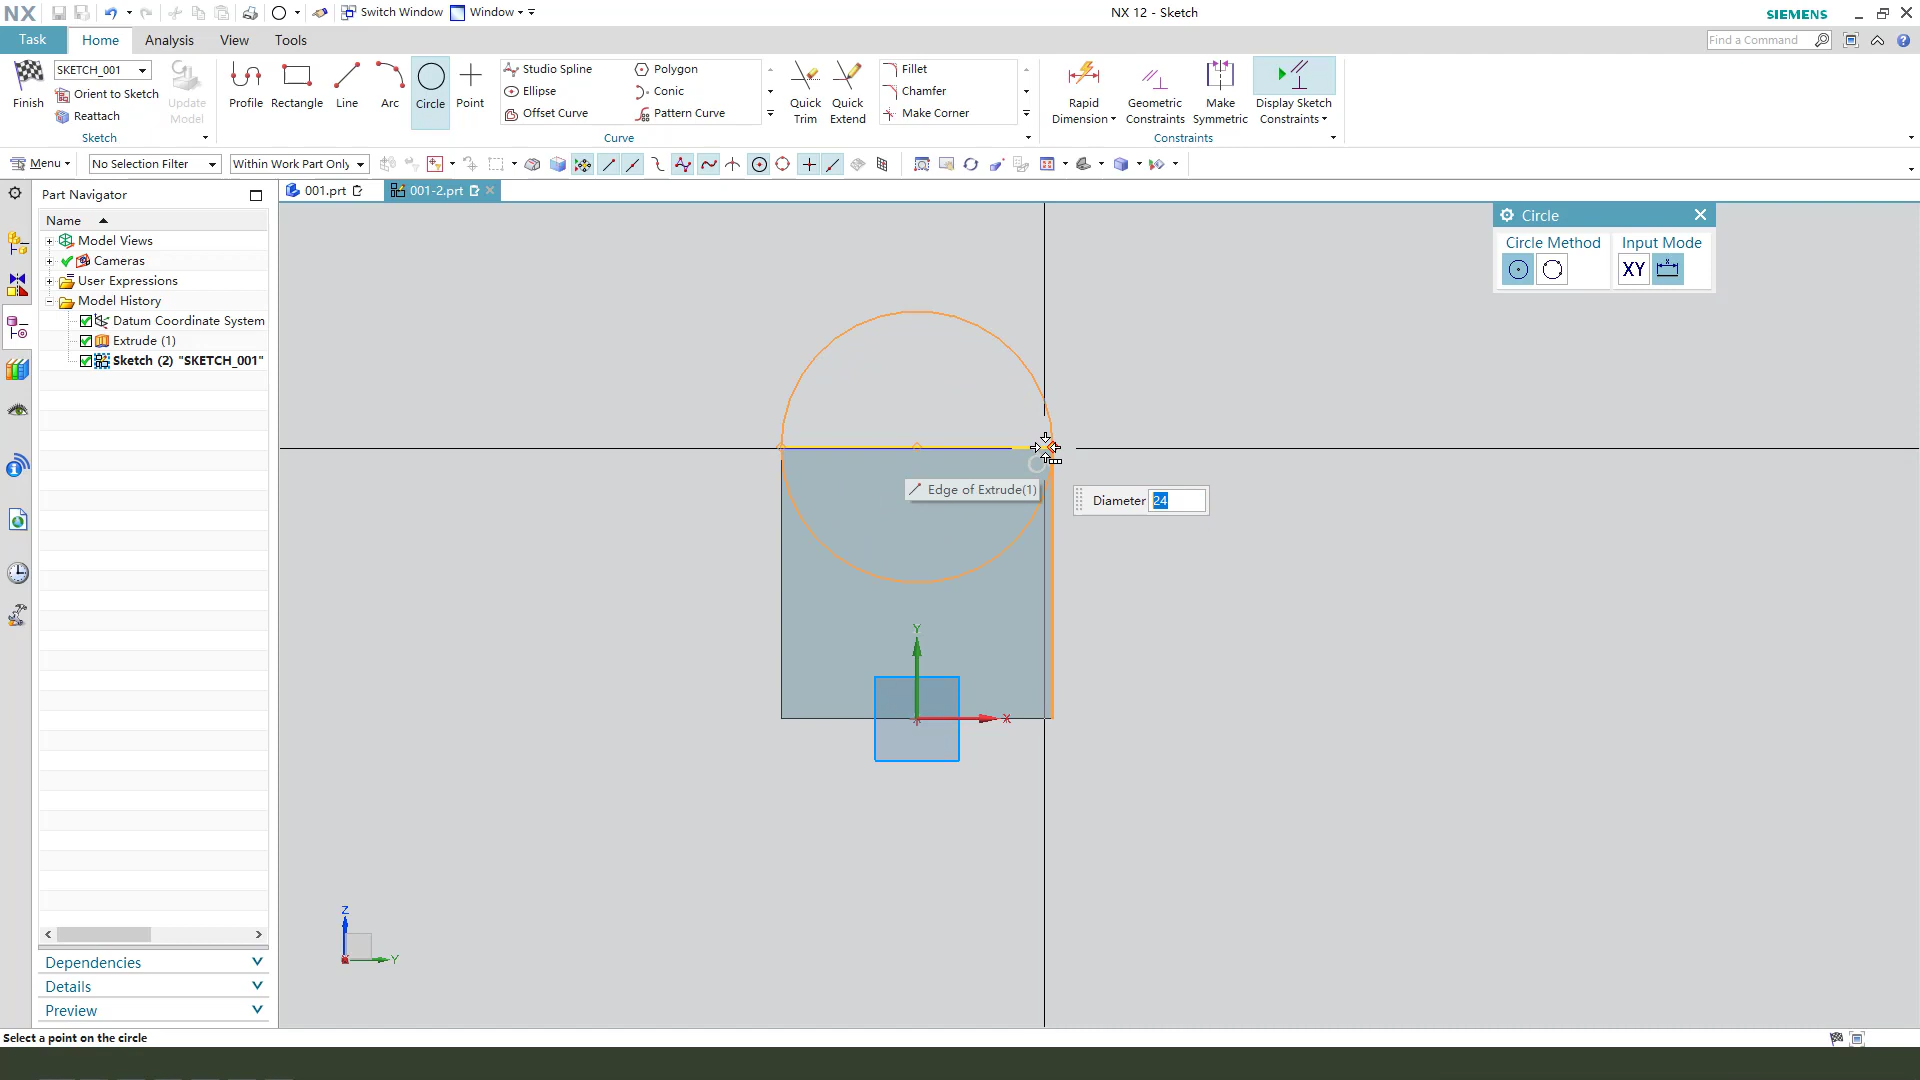 NX
Switch Window
Window
NX 12 - Sketch
SIEMENS
Task
Home
Analysis
View
Tools
Find a Command
Finish
SKETCH_001
Orient to Sketch
Reattach
Update Model
Sketch
Profile
Rectangle
Line
Arc
Circle
Point
Studio Spline
Ellipse
Offset Curve
Polygon
Conic
Pattern Curve
Curve
Quick Trim
Quick Extend
Fillet
Chamfer
Make Corner
Rapid Dimension
Geometric Constraints
Make Symmetric
Display Sketch Constraints
Constraints
Menu
No Selection Filter
Within Work Part Only
Part Navigator
001.prt
001-2.prt
Name
Model Views
Cameras
User Expressions
Model History
Datum Coordinate System
Extrude (1)
Sketch (2) "SKETCH_001"
Circle
Circle Method
Input Mode
XY
Edge of Extrude(1)
Diameter 24
Y
X
Z
Y
Dependencies
Details
Preview
Select a point on the circle